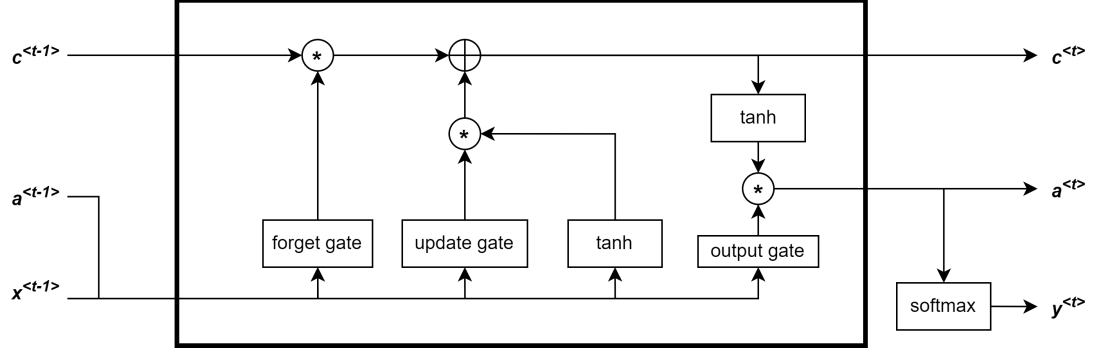 c<t-1>
*
c<t>
tanh
*
a<t-1>
*
a<t>
forget gate
update gate
tanh
output gate
x<t-1>
softmax
y<t>